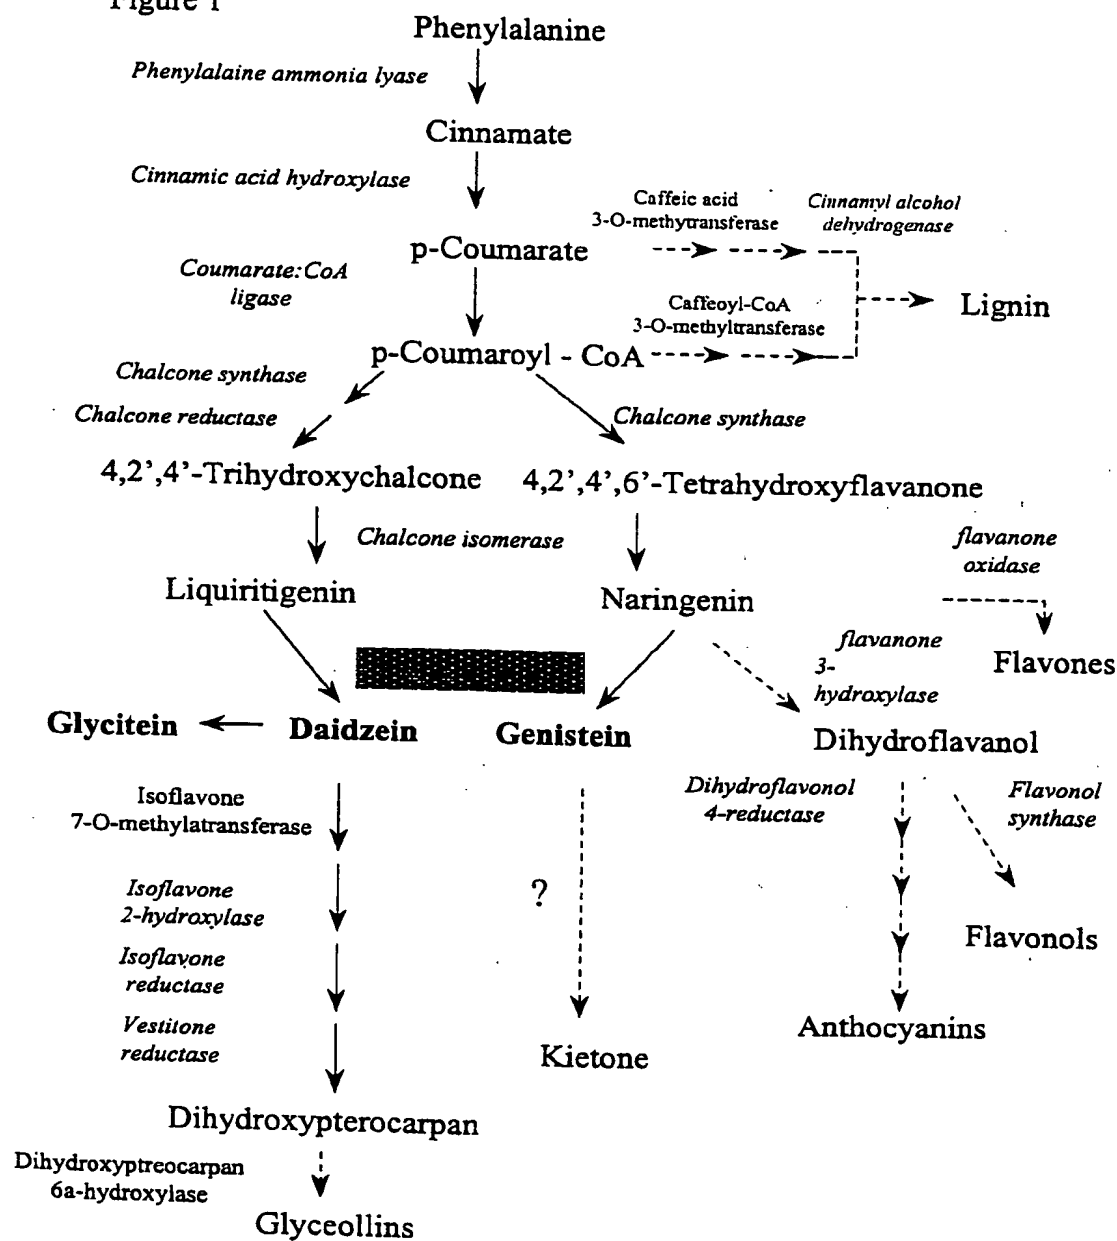 Figure 1
Phenylalanine
Phenylalaine ammonia lyase
Cinnamate
Cinnamic acid hydroxylase
Caffeic acid
3-O-methytransferase
Cinnamyl alcohol
dehydrogenase
p-Coumarate
Coumarate:CoA
ligase
Caffeoyl-CoA
3-O-methyltransferase
Lignin
p-Coumaroyl - CoA
Chalcone synthase
Chalcone reductase
Chalcone synthase
4,2',4'-Trihydroxychalcone
4,2',4',6'-Tetrahydroxyflavanone
Chalcone isomerase
flavanone
oxidase
Liquiritigenin
Naringenin
flavanone
3-
hydroxylase
Flavones
Glycitein
Daidzein
Genistein
Dihydroflavanol
Isoflavone
7-O-methylatransferase
Dihydroflavonol
4-reductase
Flavonol
synthase
Isoflavone
2-hydroxylase
?
Isoflavone
reductase
Flavonols
Vestitone
reductase
Anthocyanins
Kietone
Dihydroxypterocarpan
Dihydroxyptreocarpan
6a-hydroxylase
Glyceollins